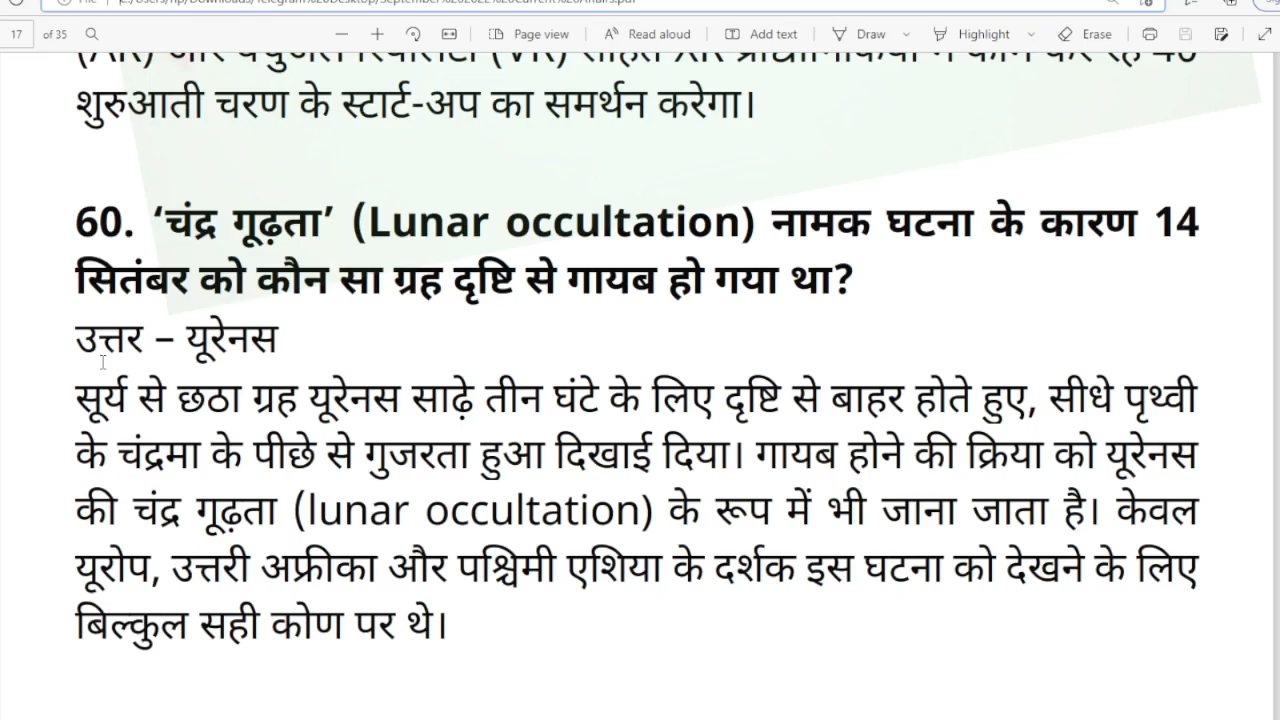 17 of 35 Page view Read aloud Add text Draw Highlight Erase
शुरुआती चरण के स्टार्ट-अप का समर्थन करेगा।
60. ‘चंद्र गूढ़ता’ (Lunar occultation) नामक घटना के कारण 14
सितंबर को कौन सा ग्रह दृष्टि से गायब हो गया था?
उत्तर – यूरेनस
सूर्य से छठा ग्रह यूरेनस साढ़े तीन घंटे के लिए दृष्टि से बाहर होते हुए, सीधे पृथ्वी
के चंद्रमा के पीछे से गुजरता हुआ दिखाई दिया। गायब होने की क्रिया को यूरेनस
की चंद्र गूढ़ता (lunar occultation) के रूप में भी जाना जाता है। केवल
यूरोप, उत्तरी अफ्रीका और पश्चिमी एशिया के दर्शक इस घटना को देखने के लिए
बिल्कुल सही कोण पर थे।